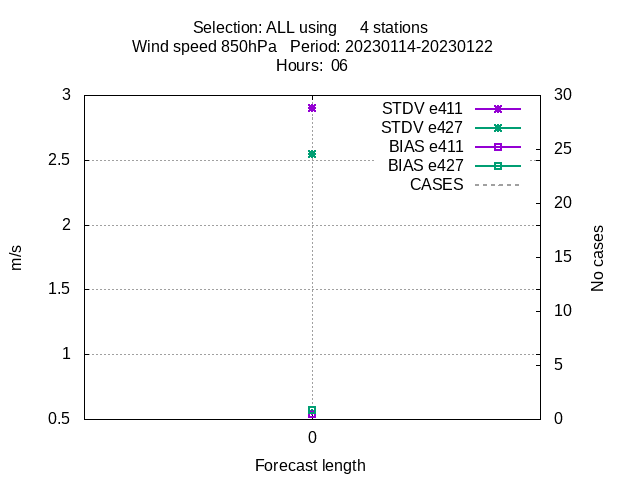 Selection: ALL using      4 stations
Wind speed 850hPa   Period: 20230114-20230122
Hours:  06
3
2.5
2
1.5
1
0.5
m/s
STDV e411
STDV e427
BIAS e411
BIAS e427
CASES
30
25
20
15
10
5
0
No cases
0
Forecast length